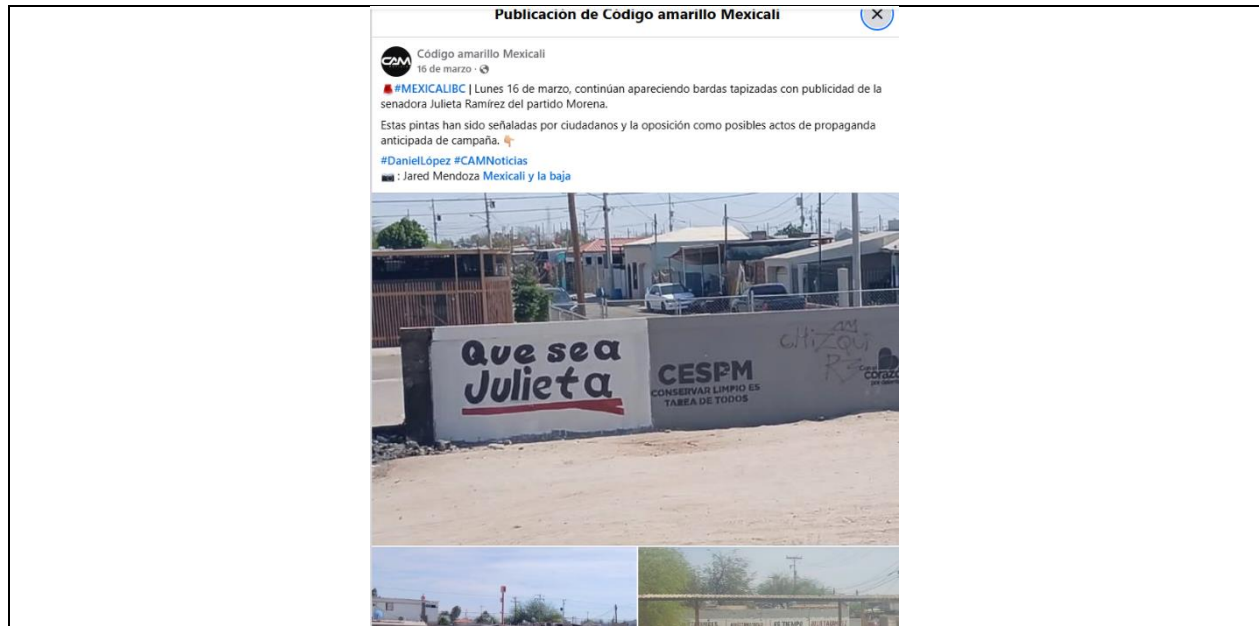 Publicación de Código amarillo Mexicali
CAM
Código amarillo Mexicali
16 de marzo ·
#MEXICALIBC | Lunes 16 de marzo, continúan apareciendo bardas tapizadas con publicidad de la
senadora Julieta Ramírez del partido Morena.
Estas pintas han sido señaladas por ciudadanos y la oposición como posibles actos de propaganda
anticipada de campaña.
#DanielLópez #CAMNoticias
: Jared Mendoza Mexicali y la baja
Que sea
Julieta
CESPM
CONSERVAR LIMPIO ES
TAREA DE TODOS